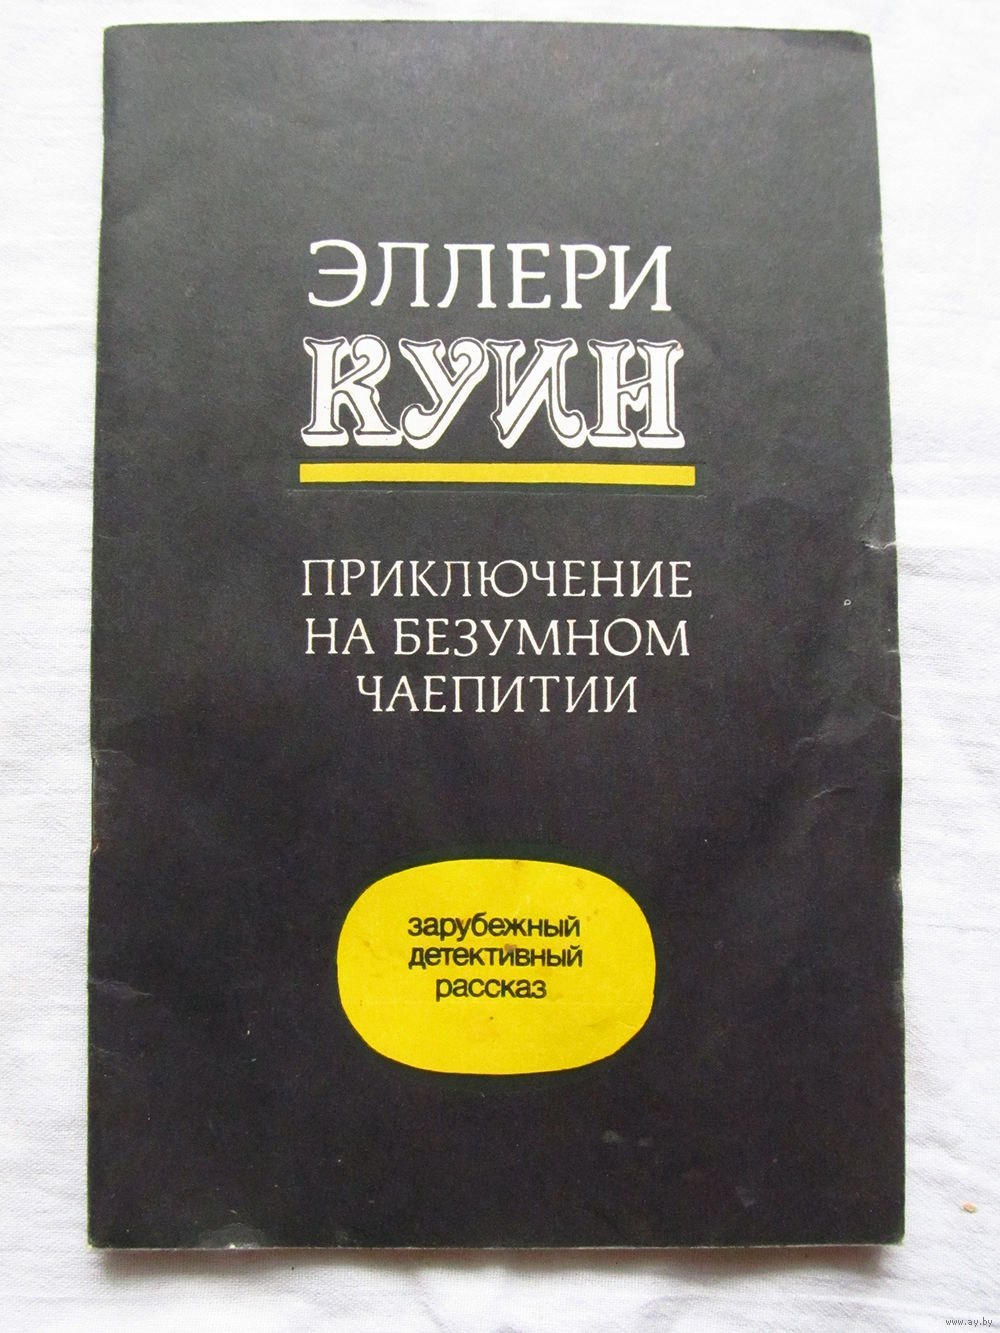 ЭЛЛЕРИ
КУИН
ПРИКЛЮЧЕНИЕ
НА БЕЗУМНОМ
ЧАЕПИТИИ
зарубежный
детективный
рассказ
www.ay.by